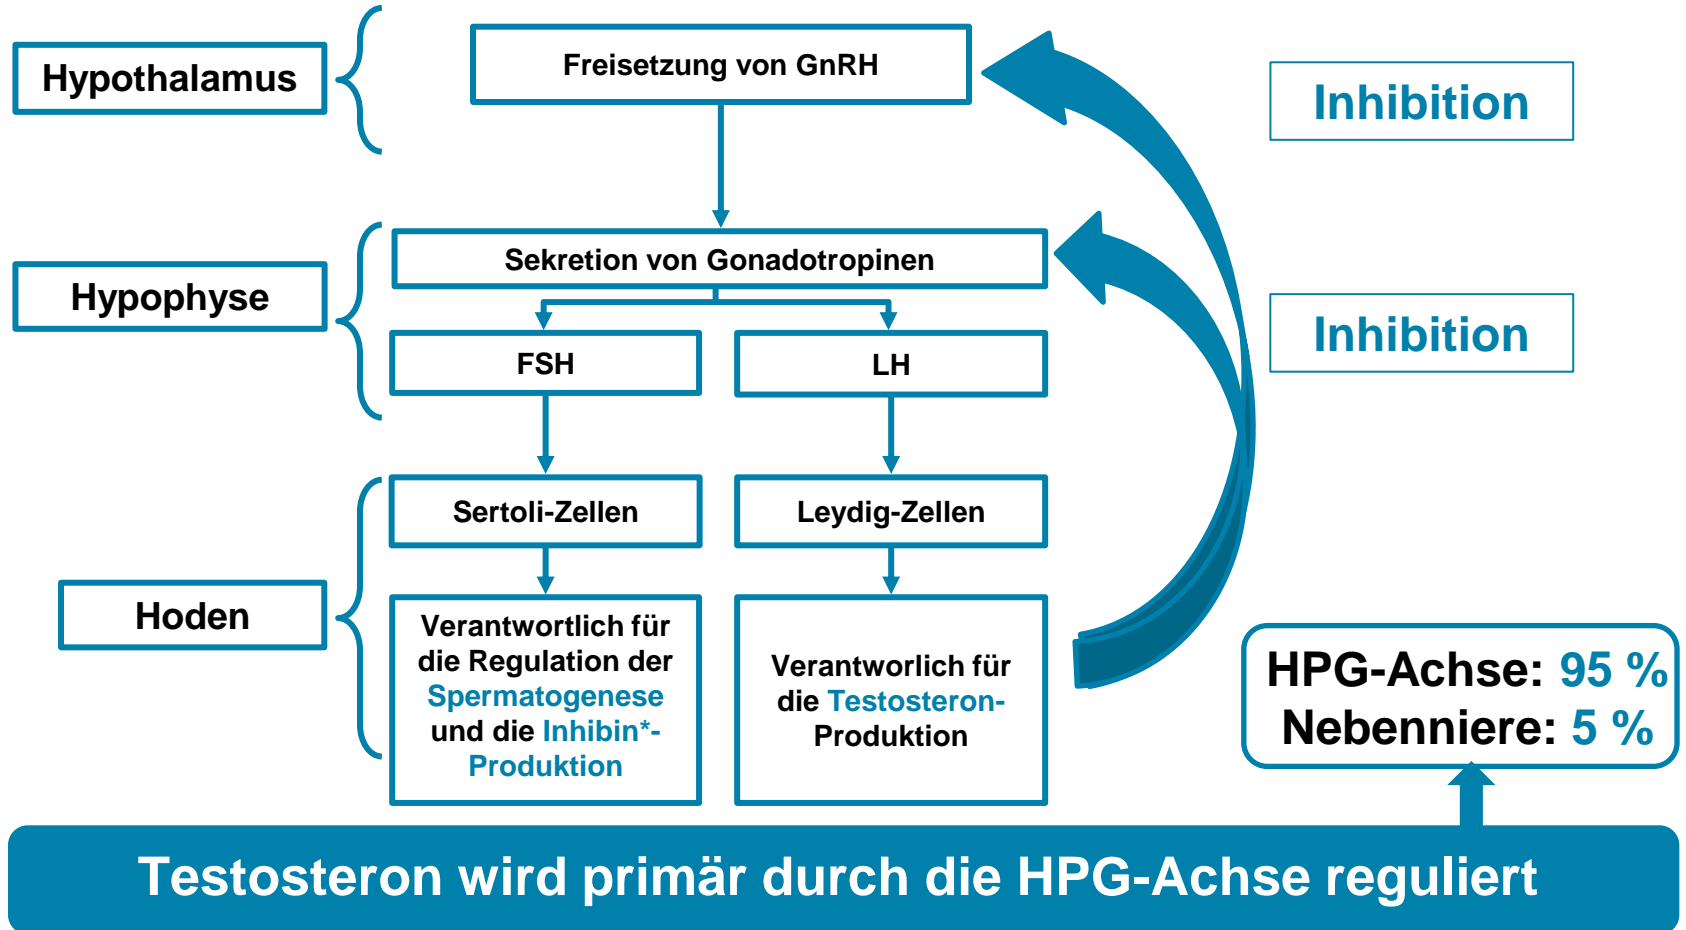 Hypothalamus
Freisetzung von GnRH
Inhibition
Hypophyse
Sekretion von Gonadotropinen
Inhibition
FSH
LH
Hoden
Sertoli-Zellen
Leydig-Zellen
Verantwortlich für
die Regulation der
Spermatogenese
und die Inhibin*-
Produktion
Verantworlich für
die Testosteron-
Produktion
HPG-Achse: 95 %
Nebenniere: 5 %
Testosteron wird primär durch die HPG-Achse reguliert